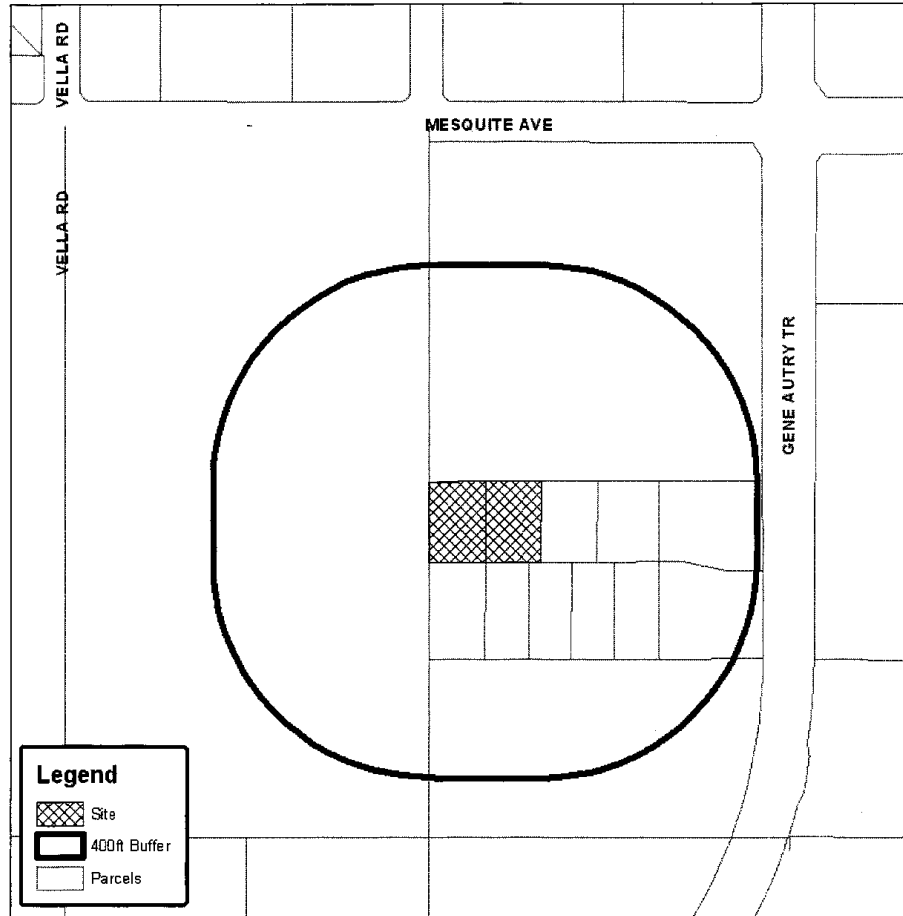 VELLA RD
MESQUITE AVE
VELLA RD
GENE AUTRY TR
Legend
Site
400ft Buffer
Parcels